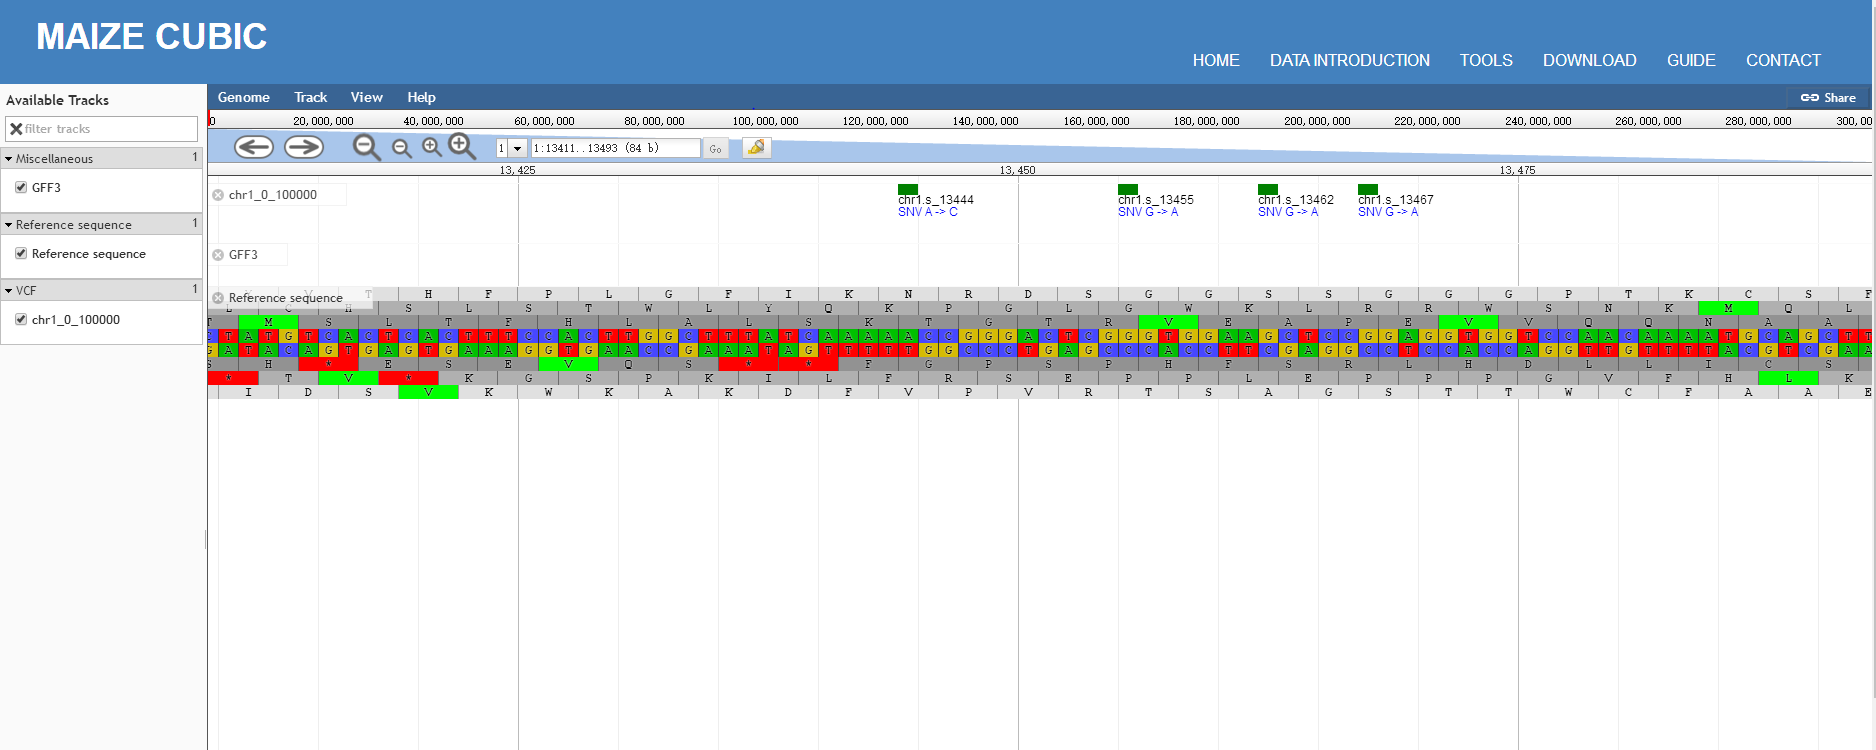 MAIZE CUBIC
HOME DATA INTRODUCTION TOOLS DOWNLOAD GUIDE CONTACT
Available Tracks
filter tracks
Miscellaneous 1
GFF3
Reference sequence 1
Reference sequence
VCF 1
chr1_0_100000
Genome Track View Help Share
0 20,000,000 40,000,000 60,000,000 80,000,000 100,000,000 120,000,000 140,000,000 160,000,000 180,000,000 200,000,000 220,000,000 240,000,000 260,000,000 280,000,000 300,0
1 1:13411..13493 (84 b) Go
13,425 13,450 13,475
chr1_0_100000
chr1.s_13444 chr1.s_13455 chr1.s_13462 chr1.s_13467
SNV A -> C SNV G -> A SNV G -> A SNV G -> A
GFF3
Reference sequence
V T H F P L G F I K N R D S G G S S G G G P T K C S F
L C H S L S T W L Y Q K P G L G W K L R R W S N K M Q L
T M S L T F H L A L S K T G T R V E A P E V V Q Q N A A
C T A T G T C A C T C A C T T T C C A C T T G G C T T T A T C A A A A A C C G G G A C T C G G G T G G A A G C T C C G G A G G T G G T C C A A C A A A A T G C A G C T T
G A T A C A G T G A G T G A A A G G T G A A C C G A A A T A G T T T T T G G C C C T G A G C C C A C C T T C G A G G C C T C C A C C A G G T T G T T T T A C G T C G A A
S H * E S E V Q S * * F G P S P H F S R L H D L L I C S
* T V * K G S P K I L F R S E P P L E P P P G V F H L K
I D S V K W K A K D F V P V R T S A G S T T W C F A A E